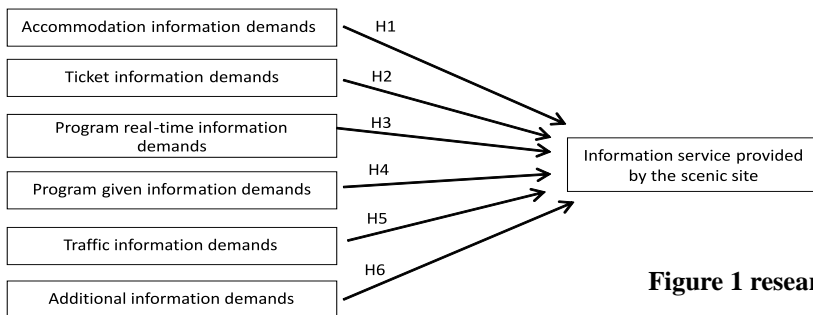 Accommodation information demands
H1
Ticket information demands
H2
Program real-time information
demands
H3
Program given information demands
H4
Traffic information demands
H5
Additional information demands
H6
Information service provided
by the scenic site
Figure 1